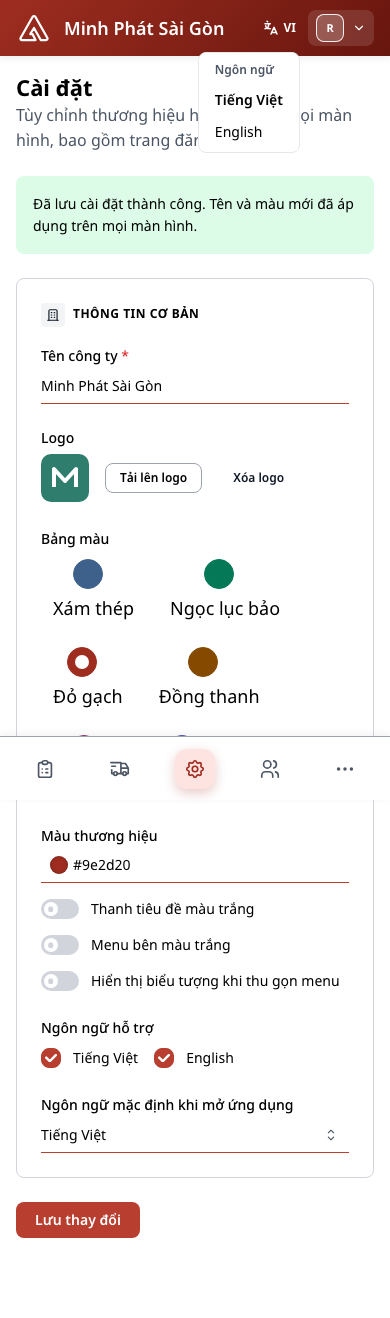 Minh Phát Sài Gòn
VI
R
Ngôn ngữ
Tiếng Việt
English
Cài đặt
Tùy chỉnh thương hiệu màn
hình, bao gồm trang
Đã lưu cài đặt thành công. Tên và màu mới đã áp
dụng trên mọi màn hình.
THÔNG TIN CƠ BẢN
Tên công ty *
Minh Phát Sài Gòn
Logo
M
Tải lên logo
Xóa logo
Bảng màu
Xám thép
Ngọc lục bảo
Đỏ gạch
Đồng thanh
Màu thương hiệu
#9e2d20
Thanh tiêu đề màu trắng
Menu bên màu trắng
Hiển thị biểu tượng khi thu gọn menu
Ngôn ngữ hỗ trợ
Tiếng Việt
English
Ngôn ngữ mặc định khi mở ứng dụng
Tiếng Việt
Lưu thay đổi